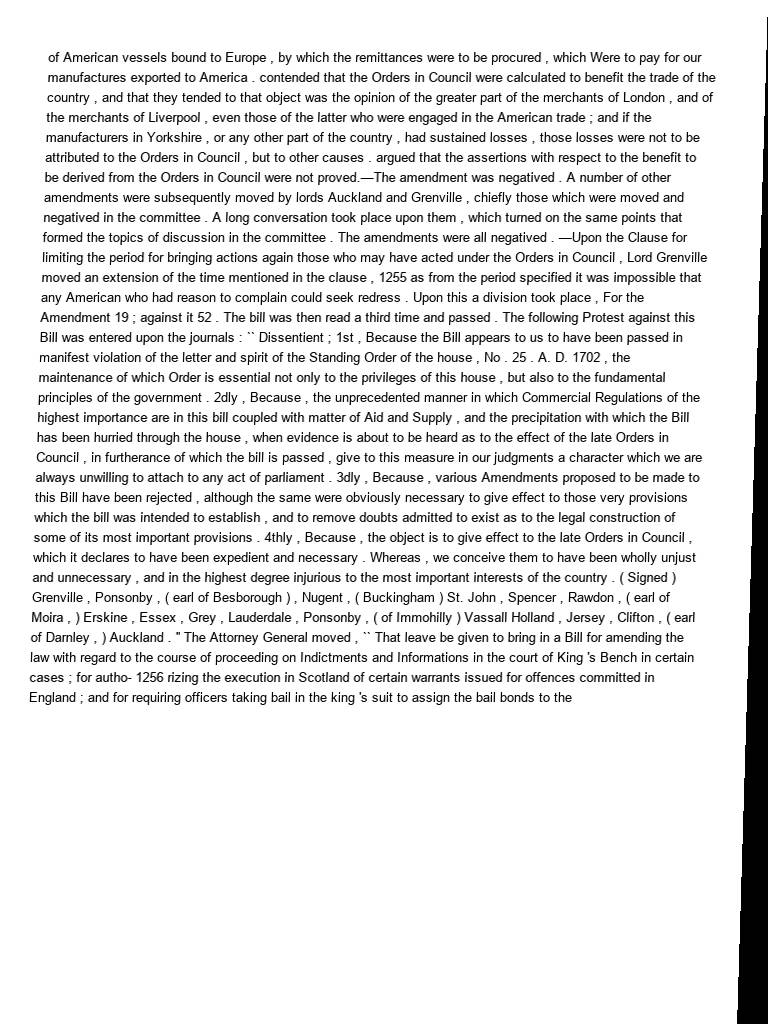 of American vessels bound to Europe , by which the remittances were to be procured , which Were to pay for our
manufactures exported to America . contended that the Orders in Council were calculated to benefit the trade of the
country , and that they tended to that object was the opinion of the greater part of the merchants of London , and of
the merchants of Liverpool , even those of the latter who were engaged in the American trade ; and if the
manufacturers in Yorkshire , or any other part of the country , had sustained losses , those losses were not to be
attributed to the Orders in Council , but to other causes . argued that the assertions with respect to the benefit to
be derived from the Orders in Council were not proved.—The amendment was negatived . A number of other
amendments were subsequently moved by lords Auckland and Grenville , chiefly those which were moved and
negatived in the committee . A long conversation took place upon them , which turned on the same points that
formed the topics of discussion in the committee . The amendments were all negatived . —Upon the Clause for
limiting the period for bringing actions again those who may have acted under the Orders in Council , Lord Grenville
moved an extension of the time mentioned in the clause , 1255 as from the period specified it was impossible that
any American who had reason to complain could seek redress . Upon this a division took place , For the
Amendment 19 ; against it 52 . The bill was then read a third time and passed . The following Protest against this
Bill was entered upon the journals : `` Dissentient ; 1st , Because the Bill appears to us to have been passed in
manifest violation of the letter and spirit of the Standing Order of the house , No . 25 . A. D. 1702 , the
maintenance of which Order is essential not only to the privileges of this house , but also to the fundamental
principles of the government . 2dly , Because , the unprecedented manner in which Commercial Regulations of the
highest importance are in this bill coupled with matter of Aid and Supply , and the precipitation with which the Bill
has been hurried through the house , when evidence is about to be heard as to the effect of the late Orders in
Council , in furtherance of which the bill is passed , give to this measure in our judgments a character which we are
always unwilling to attach to any act of parliament . 3dly , Because , various Amendments proposed to be made to
this Bill have been rejected , although the same were obviously necessary to give effect to those very provisions
which the bill was intended to establish , and to remove doubts admitted to exist as to the legal construction of
some of its most important provisions . 4thly , Because , the object is to give effect to the late Orders in Council ,
which it declares to have been expedient and necessary . Whereas , we conceive them to have been wholly unjust
and unnecessary , and in the highest degree injurious to the most important interests of the country . ( Signed )
Grenville , Ponsonby , ( earl of Besborough ) , Nugent , ( Buckingham ) St. John , Spencer , Rawdon , ( earl of
Moira , ) Erskine , Essex , Grey , Lauderdale , Ponsonby , ( of Immohilly ) Vassall Holland , Jersey , Clifton , ( earl
of Darnley , ) Auckland . " The Attorney General moved , `` That leave be given to bring in a Bill for amending the
law with regard to the course of proceeding on Indictments and Informations in the court of King 's Bench in certain
cases ; for autho- 1256 rizing the execution in Scotland of certain warrants issued for offences committed in
England ; and for requiring officers taking bail in the king 's suit to assign the bail bonds to the